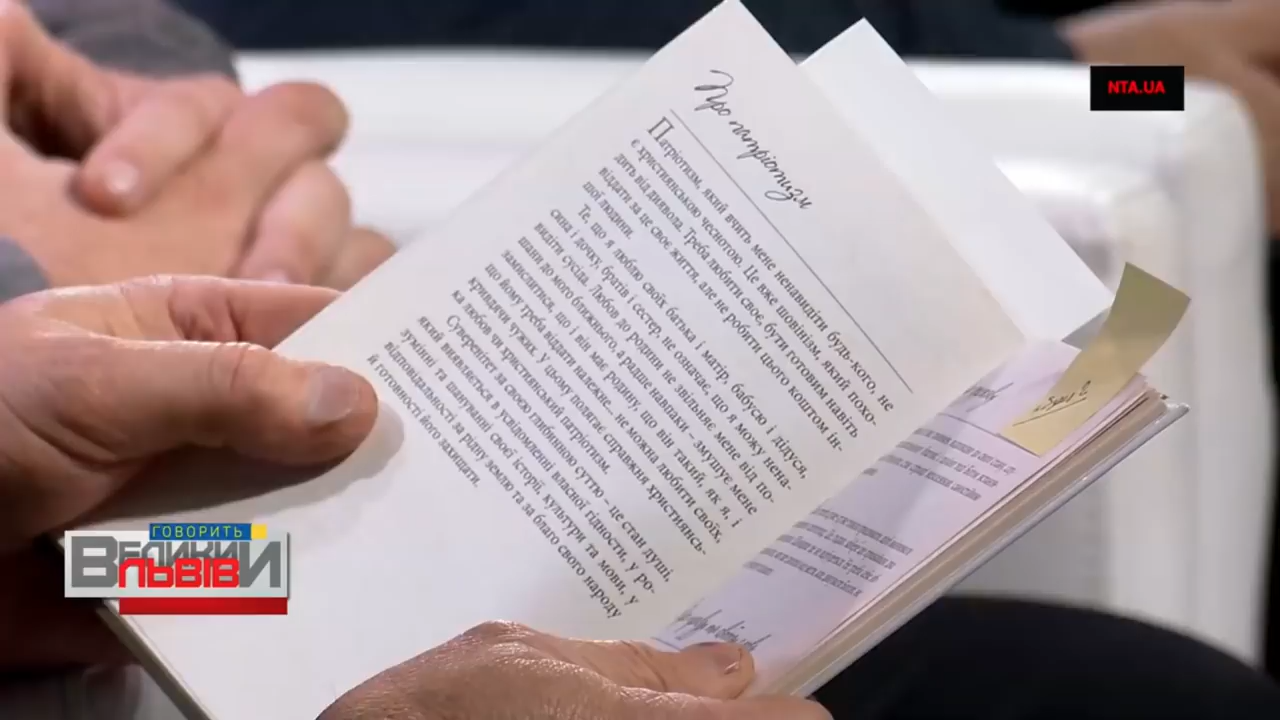 NTA.UA
Про патріотизм
Патріотизм, який вчить мене ненавидіти будь-кого, не
є християнською чеснотою. Це вже шовінізм, який похо-
дить від диявола. Треба любити своє, бути готовим навіть
віддати за це своє життя, але не робити цього коштом ін-
шої людини.
Те, що я люблю своїх батька і матір, бабусю і дідуся,
сина і дочку, братів і сестер, не означає, що я можу нена-
видіти сусіда. Любов до родини не звільняє мене від по-
шани до мого ближнього, а радше навпаки – змушує мене
замислитися, що і він має родину, що він такий, як я, і
що йому треба віддати належне... не можна любити своїх,
кривдячи чужих. У цьому полягає справжня християнсь-
ка любов чи християнський патріотизм.
Суверенітет за своєю глибинною суттю – це стан душі,
який виявляється в усвідомленні власної гідности, у ро-
зумінні та шануванні своєї історії, культури та мови, у
відповідальності за рідну землю та за благо свого народу
й готовності його захищати.
ГОВОРИТЬ
ВЕЛИКИЙ
ЛЬВІВ